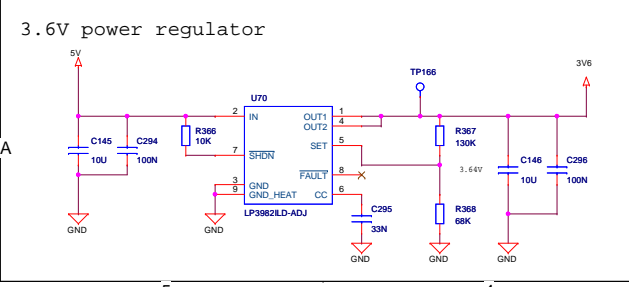 3.6V power regulator
5V
3V6
TP166
U70
2
IN
OUT1
1
OUT2
4
R366
10K
C145
10U
C294
100N
7
SHDN
SET
5
R367
130K
3.64V
FAULT
8
C146
10U
C296
100N
3
GND
9
GND_HEAT
CC
6
LP3982ILD-ADJ
C295
33N
R368
68K
GND
GND
GND
GND
GND
A